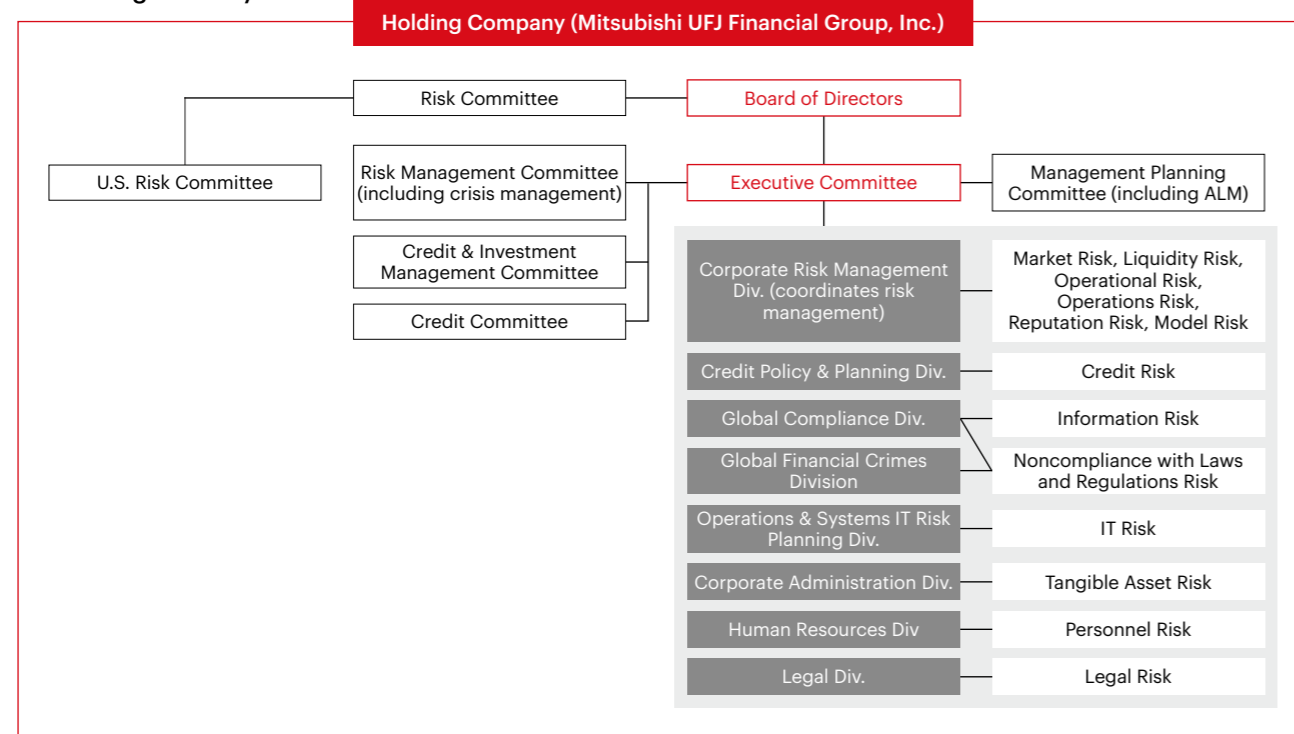 Holding Company (Mitsubishi UFJ Financial Group, Inc.)
Risk Committee
Board of Directors
U.S. Risk Committee
Risk Management Committee
(including crisis management)
Executive Committee
Management Planning
Committee (including ALM)
Credit & Investment
Management Committee
Credit Committee
Corporate Risk Management
Div. (coordinates risk
management)
Market Risk, Liquidity Risk,
Operational Risk,
Operations Risk,
Reputation Risk, Model Risk
Credit Policy & Planning Div.
Credit Risk
Global Compliance Div.
Information Risk
Global Financial Crimes
Division
Noncompliance with Laws
and Regulations Risk
Operations & Systems IT Risk
Planning Div.
IT Risk
Corporate Administration Div.
Tangible Asset Risk
Human Resources Div
Personnel Risk
Legal Div.
Legal Risk